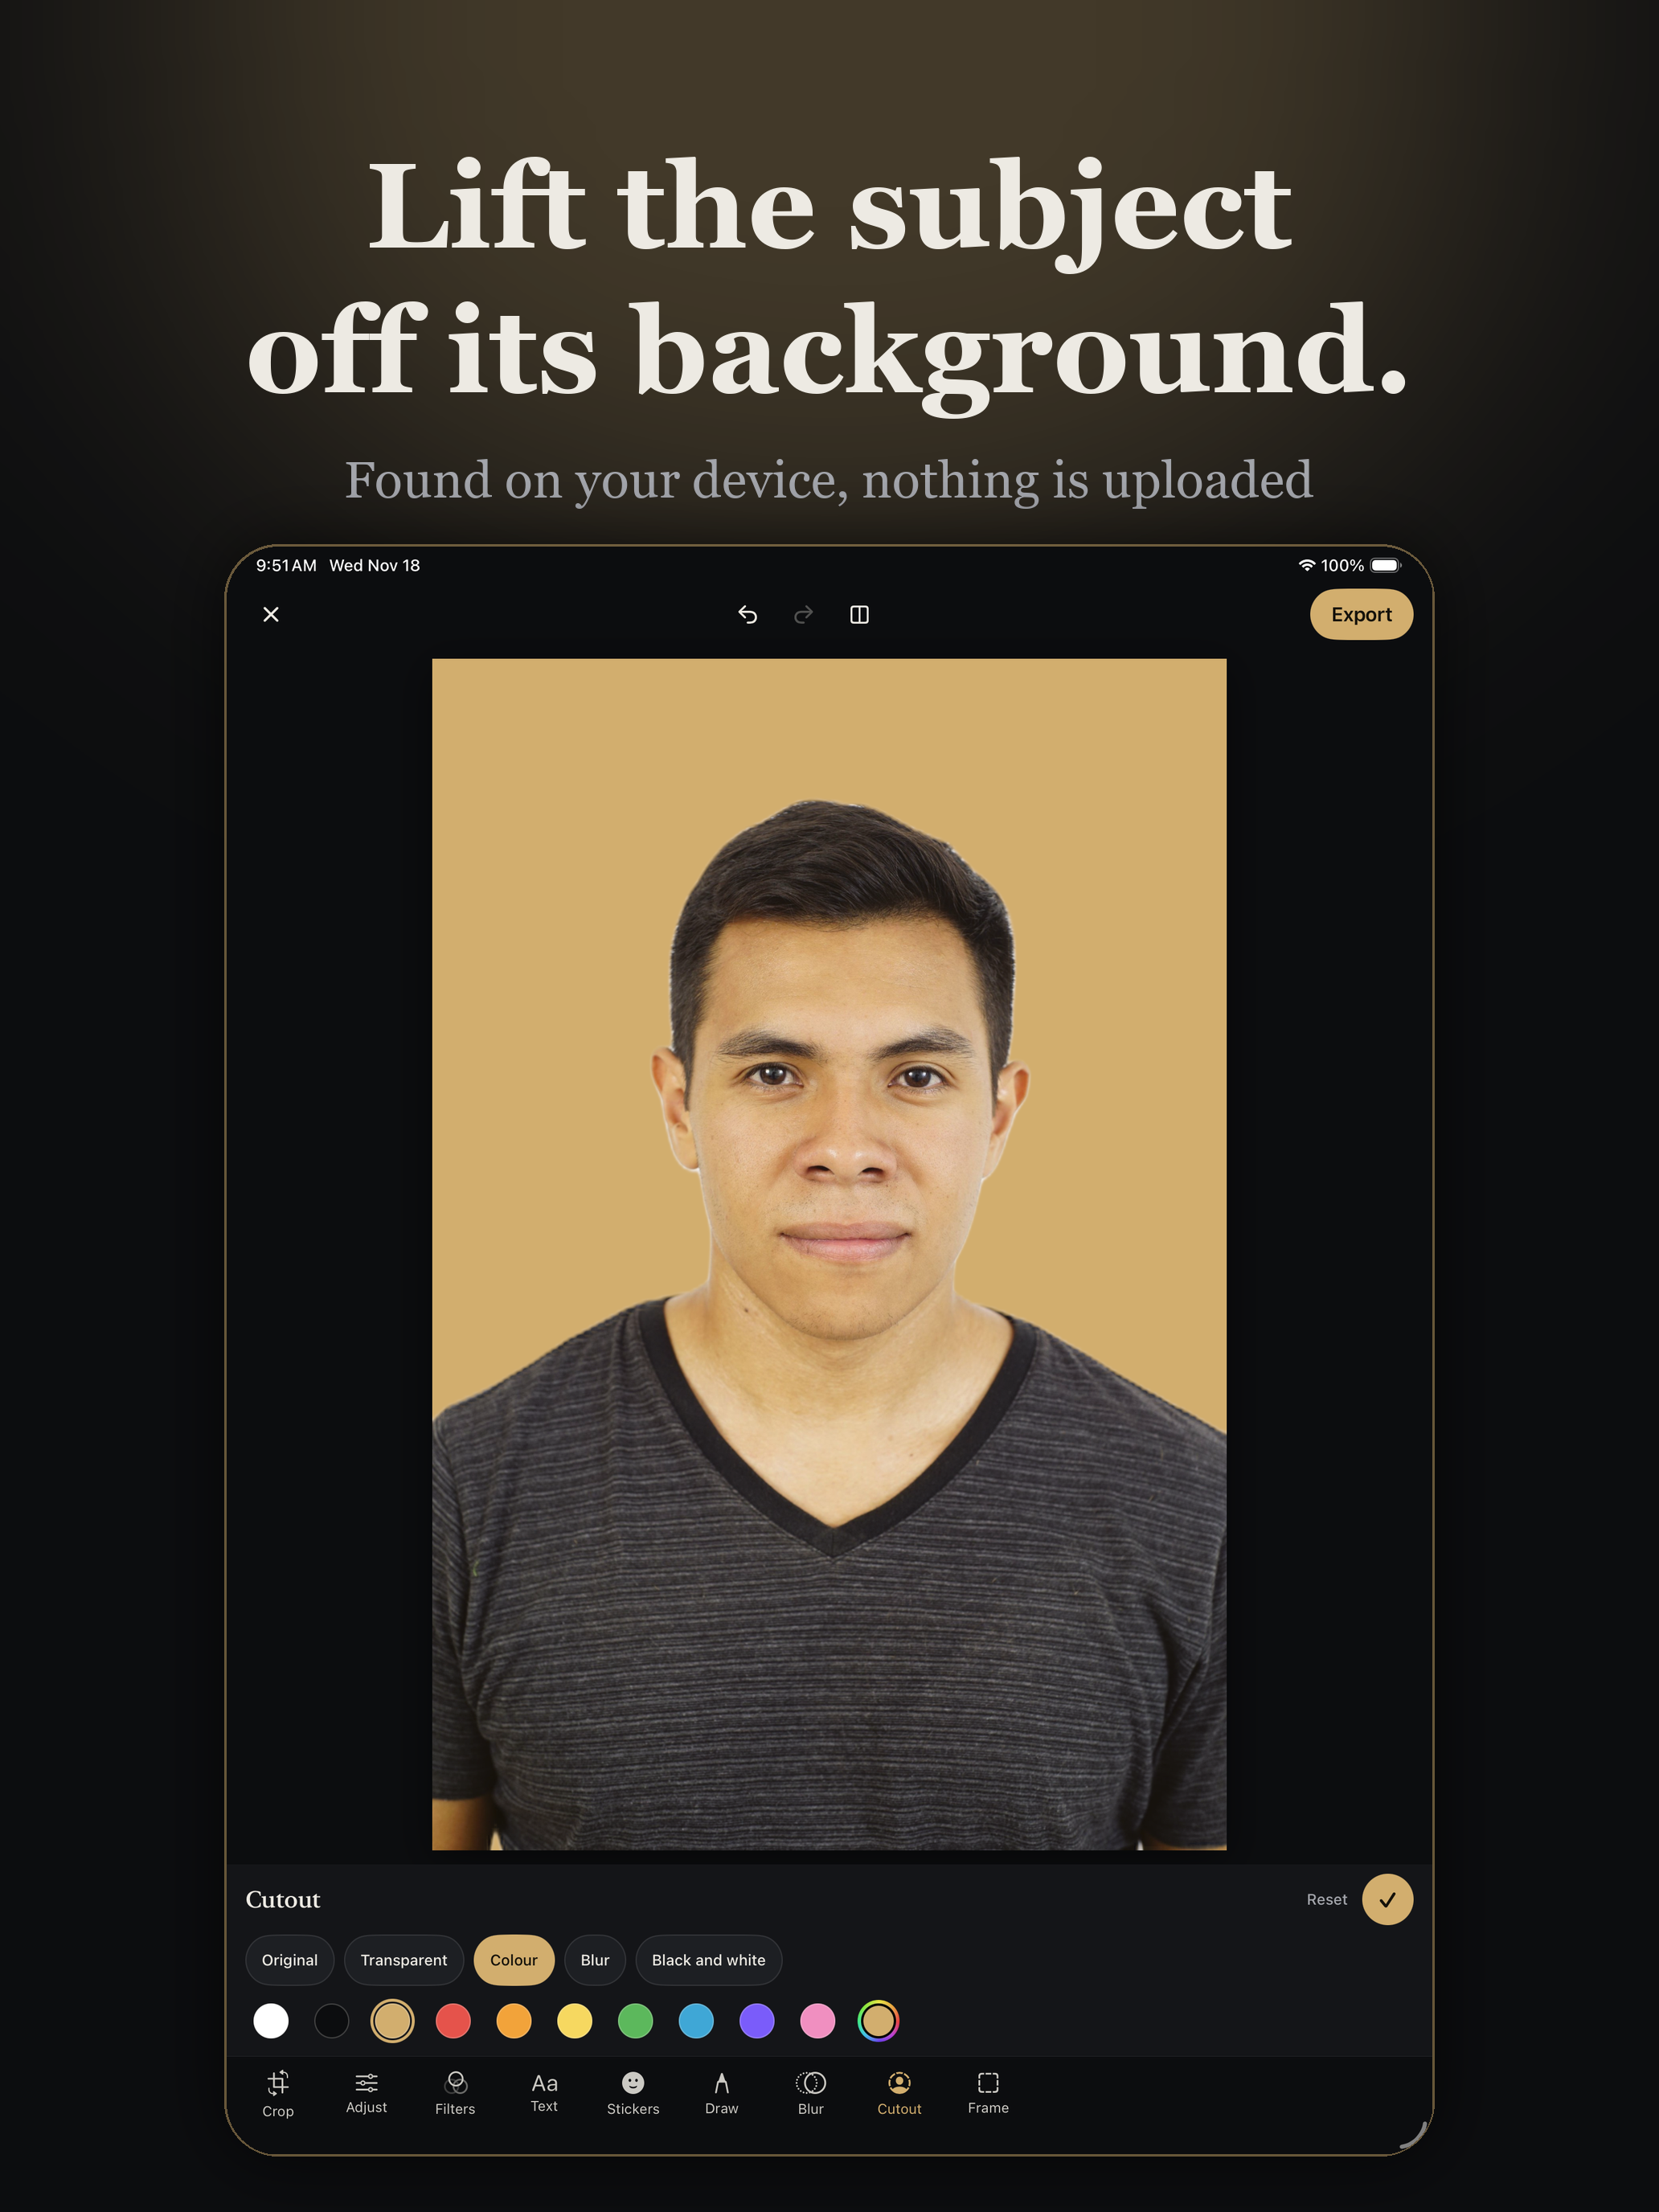 Lift the subject
off its background.
Found on your device, nothing is uploaded
9:51 AM Wed Nov 18 100%
Export
Cutout
Reset
Original Transparent Colour Blur Black and white
Crop Adjust Filters Aa Text Stickers Draw Blur Cutout Frame